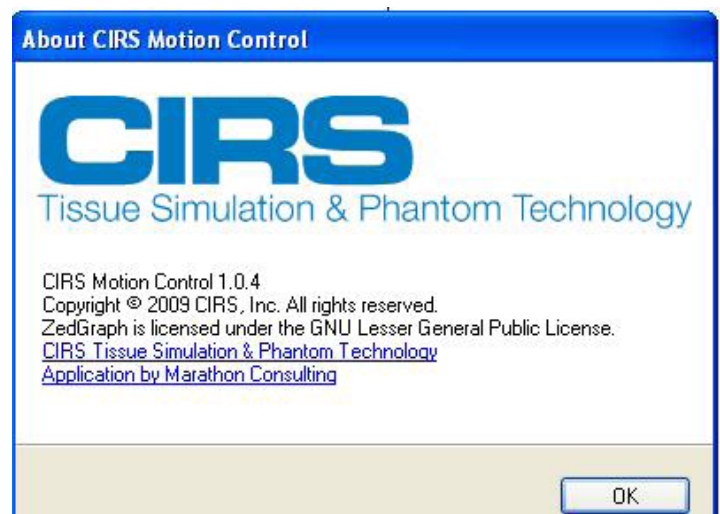 About CIRS Motion Control
CIRS
Tissue Simulation & Phantom Technology
CIRS Motion Control 1.0.4
Copyright © 2009 CIRS, Inc. All rights reserved.
ZedGraph is licensed under the GNU Lesser General Public License.
CIRS Tissue Simulation & Phantom Technology
Application by Marathon Consulting
OK